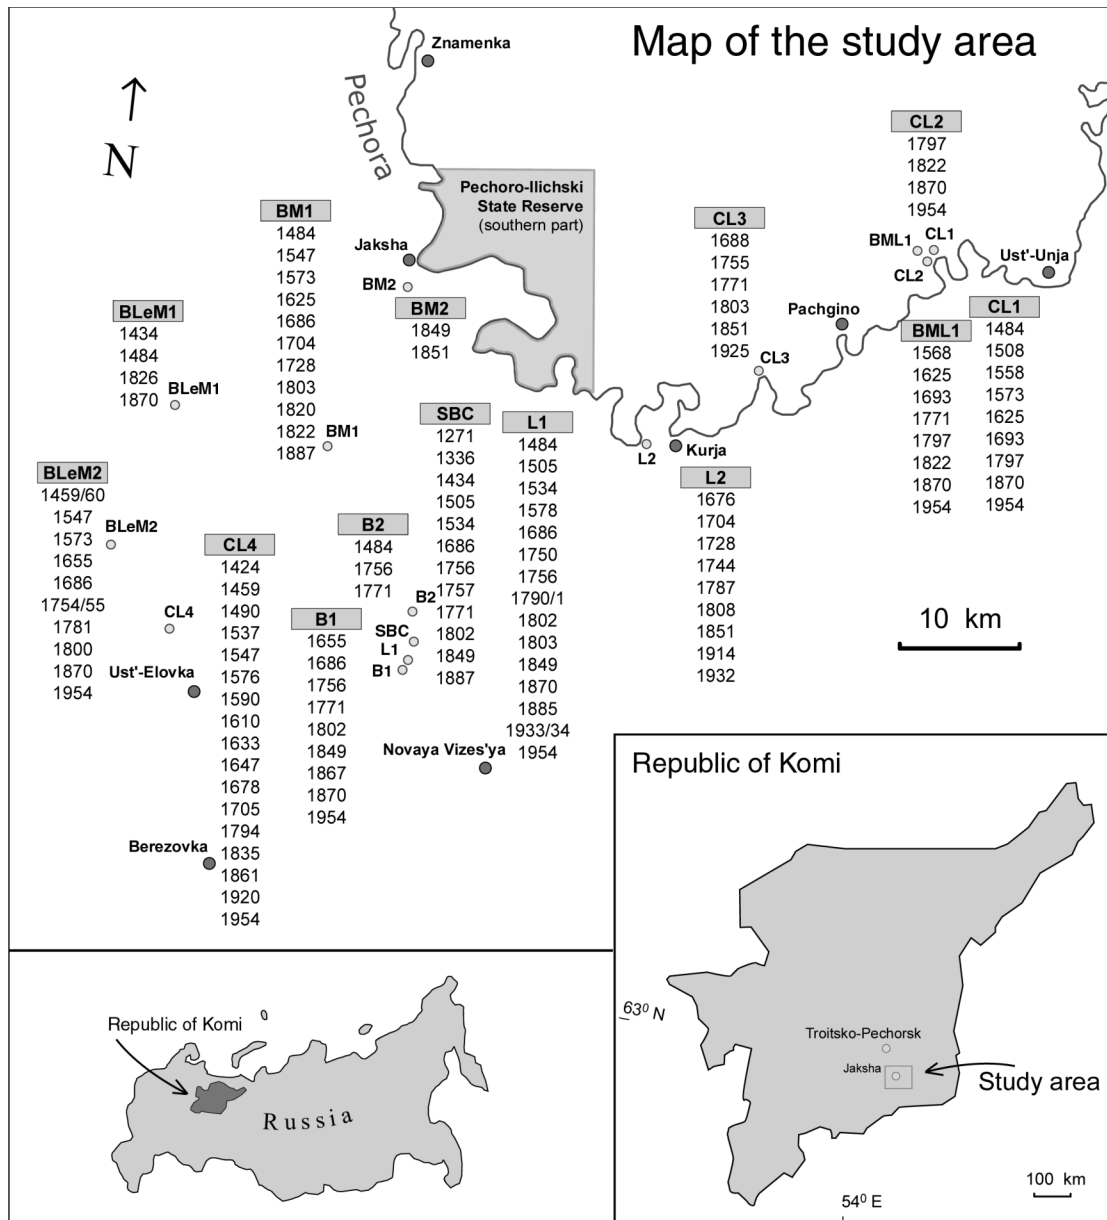 Map of the study area
Znamenka
Pechora
N
Pechoro-Ilichski
State Reserve
(southern part)
Jaksha
BM2
BM2
1849
1851
BM1
1484
1547
1573
1625
1686
1704
1728
1803
1820
1822
1887
BM1
BLeM1
1434
1484
1826
1870
BLeM1
CL2
1797
1822
1870
1954
BML1
CL1
CL2
Ust'-Unja
CL3
1688
1755
1771
1803
1851
1925
CL3
Pachgino
BML1
1568
1625
1693
1771
1797
1822
1870
1954
CL1
1484
1508
1558
1573
1625
1693
1797
1870
1954
SBC
1271
1336
1434
1505
1534
1686
1756
1757
1771
1802
1849
1887
L1
1484
1505
1534
1578
1686
1750
1756
1790/1
1802
1803
1849
1870
1885
1933/34
1954
L2
Kurja
L2
1676
1704
1728
1744
1787
1808
1851
1914
1932
BLeM2
1459/60
1547
1573
1655
1686
1754/55
1781
1800
1870
1954
BLeM2
CL4
Ust'-Elovka
CL4
1424
1459
1490
1537
1547
1576
1590
1610
1633
1647
1678
1705
1794
1835
1861
1920
1954
B2
1484
1756
1771
B2
SBC
L1
B1
B1
1655
1686
1756
1771
1802
1849
1867
1870
1954
Novaya Vizes'ya
Berezovka
10 km
Republic of Komi
63⁰ N
Troitsko-Pechorsk
Jaksha
Study area
100 km
54⁰ E
Republic of Komi
Russia